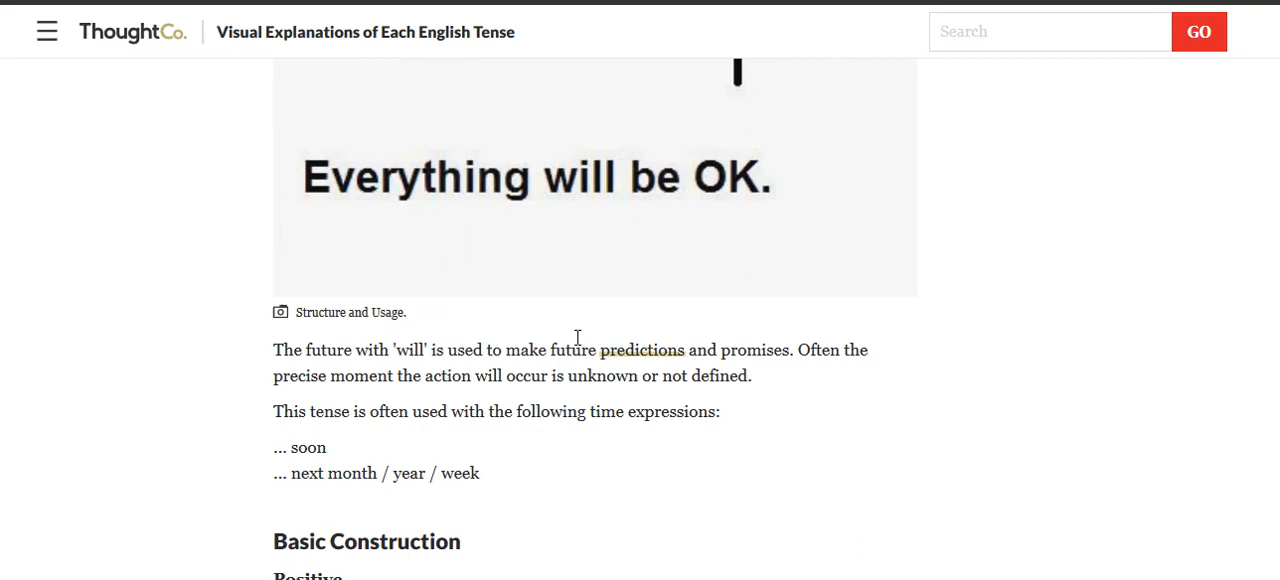 ThoughtCo. Visual Explanations of Each English Tense Search GO
Everything will be OK.
Structure and Usage.
The future with 'will' is used to make future predictions and promises. Often the
precise moment the action will occur is unknown or not defined.
This tense is often used with the following time expressions:
... soon
... next month / year / week
Basic Construction
Positive